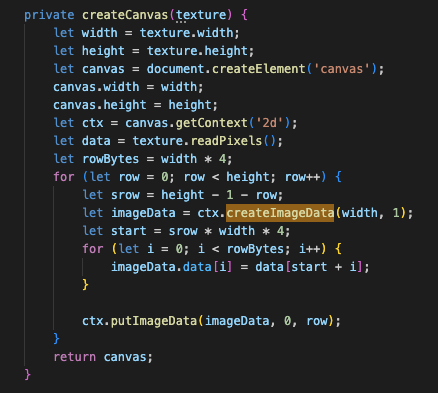 private createCanvas(texture) {
    let width = texture.width;
    let height = texture.height;
    let canvas = document.createElement('canvas');
    canvas.width = width;
    canvas.height = height;
    let ctx = canvas.getContext('2d');
    let data = texture.readPixels();
    let rowBytes = width * 4;
    for (let row = 0; row < height; row++) {
        let srow = height - 1 - row;
        let imageData = ctx.createImageData(width, 1);
        let start = srow * width * 4;
        for (let i = 0; i < rowBytes; i++) {
            imageData.data[i] = data[start + i];
        }

        ctx.putImageData(imageData, 0, row);
    }
    return canvas;
}